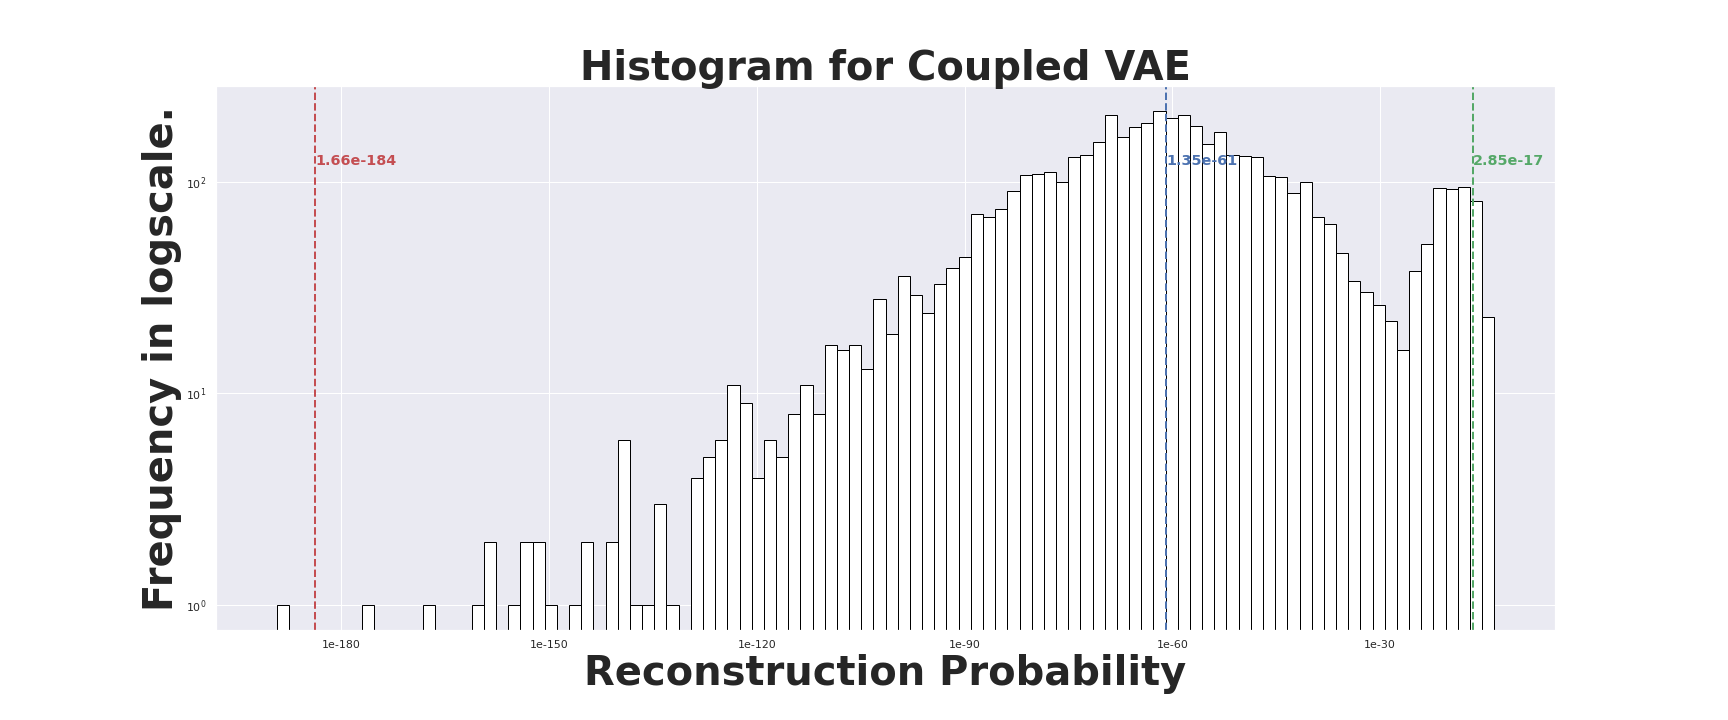 Histogram for Coupled VAE
Frequency in logscale.
10²
10¹
10⁰
1.66e-184
1.35e-61
2.85e-17
1e-180
1e-150
1e-120
1e-90
1e-60
1e-30
Reconstruction Probability